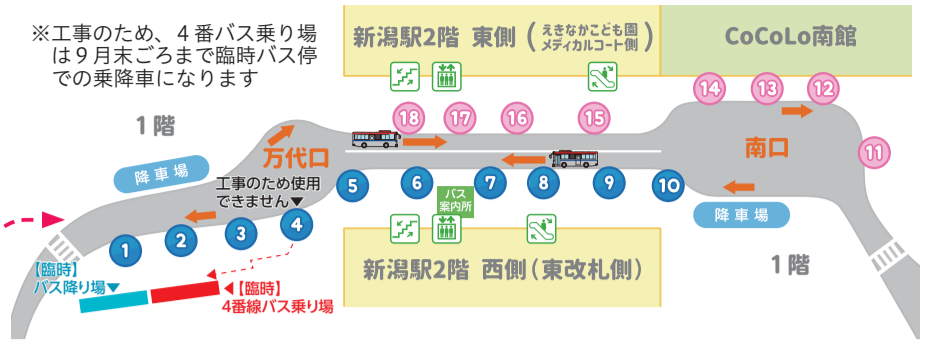 ※工事のため、4番バス乗り場
は9月末ごろまで臨時バス停
での乗降車になります
新潟駅2階 東側(えきなかこども園
メディカルコート側)
CoCoLo南館
14
13
12
1階
18
17
16
15
万代口
南口
11
降車場
工事のため使用
できません▼
5
6
7
8
9
10
バス
案内所
降車場
1
2
3
4
【臨時】
バス降り場▼
◀【臨時】
4番線バス乗り場
新潟駅2階 西側(東改札側)
1階